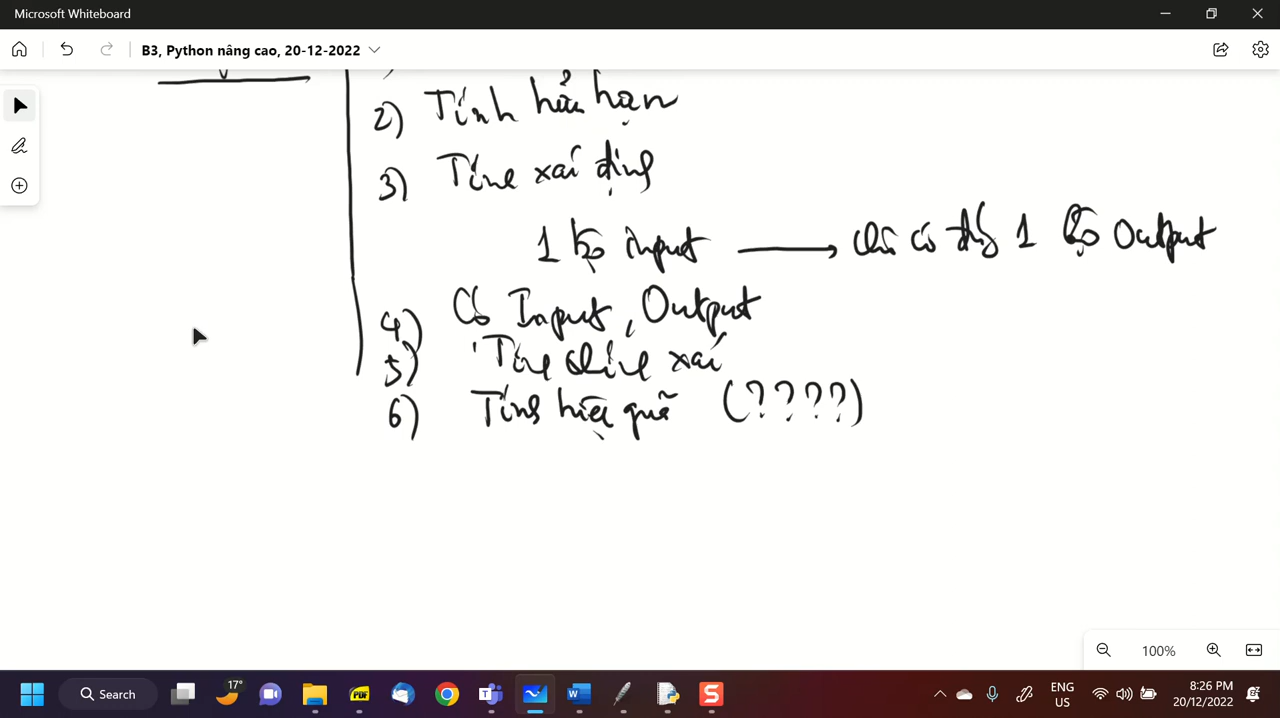 Microsoft Whiteboard
B3, Python nâng cao, 20-12-2022
2) Tính hữu hạn
3) Tính xác định
1 bộ input → chỉ có đúng 1 bộ Output
4) Có Input, Output
5) Tính chính xác
6) Tính hiệu quả (????)
100%
17°
Search
PDF
ENG
US
8:26 PM
20/12/2022